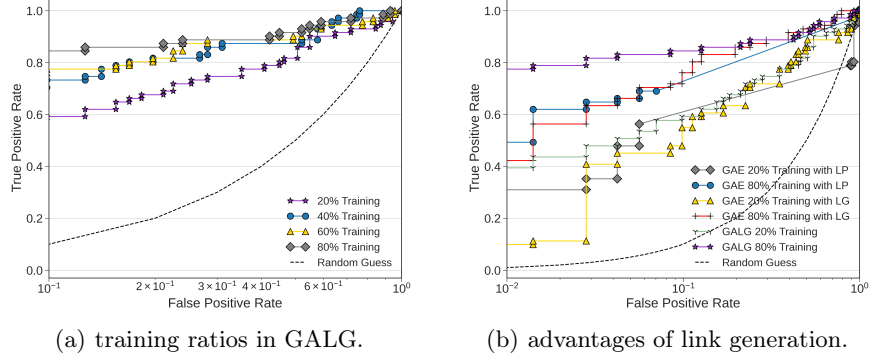 1.0
0.8
0.6
0.4
0.2
0.0
True Positive Rate
20% Training
40% Training
60% Training
80% Training
Random Guess
10⁻¹ 2×10⁻¹ 3×10⁻¹ 4×10⁻¹ 6×10⁻¹ 10⁰
False Positive Rate
(a) training ratios in GALG.
1.0
0.8
0.6
0.4
0.2
0.0
True Positive Rate
GAE 20% Training with LP
GAE 80% Training with LP
GAE 20% Training with LG
GAE 80% Training with LG
GALG 20% Training
GALG 80% Training
Random Guess
10⁻² 10⁻¹ 10⁰
False Positive Rate
(b) advantages of link generation.